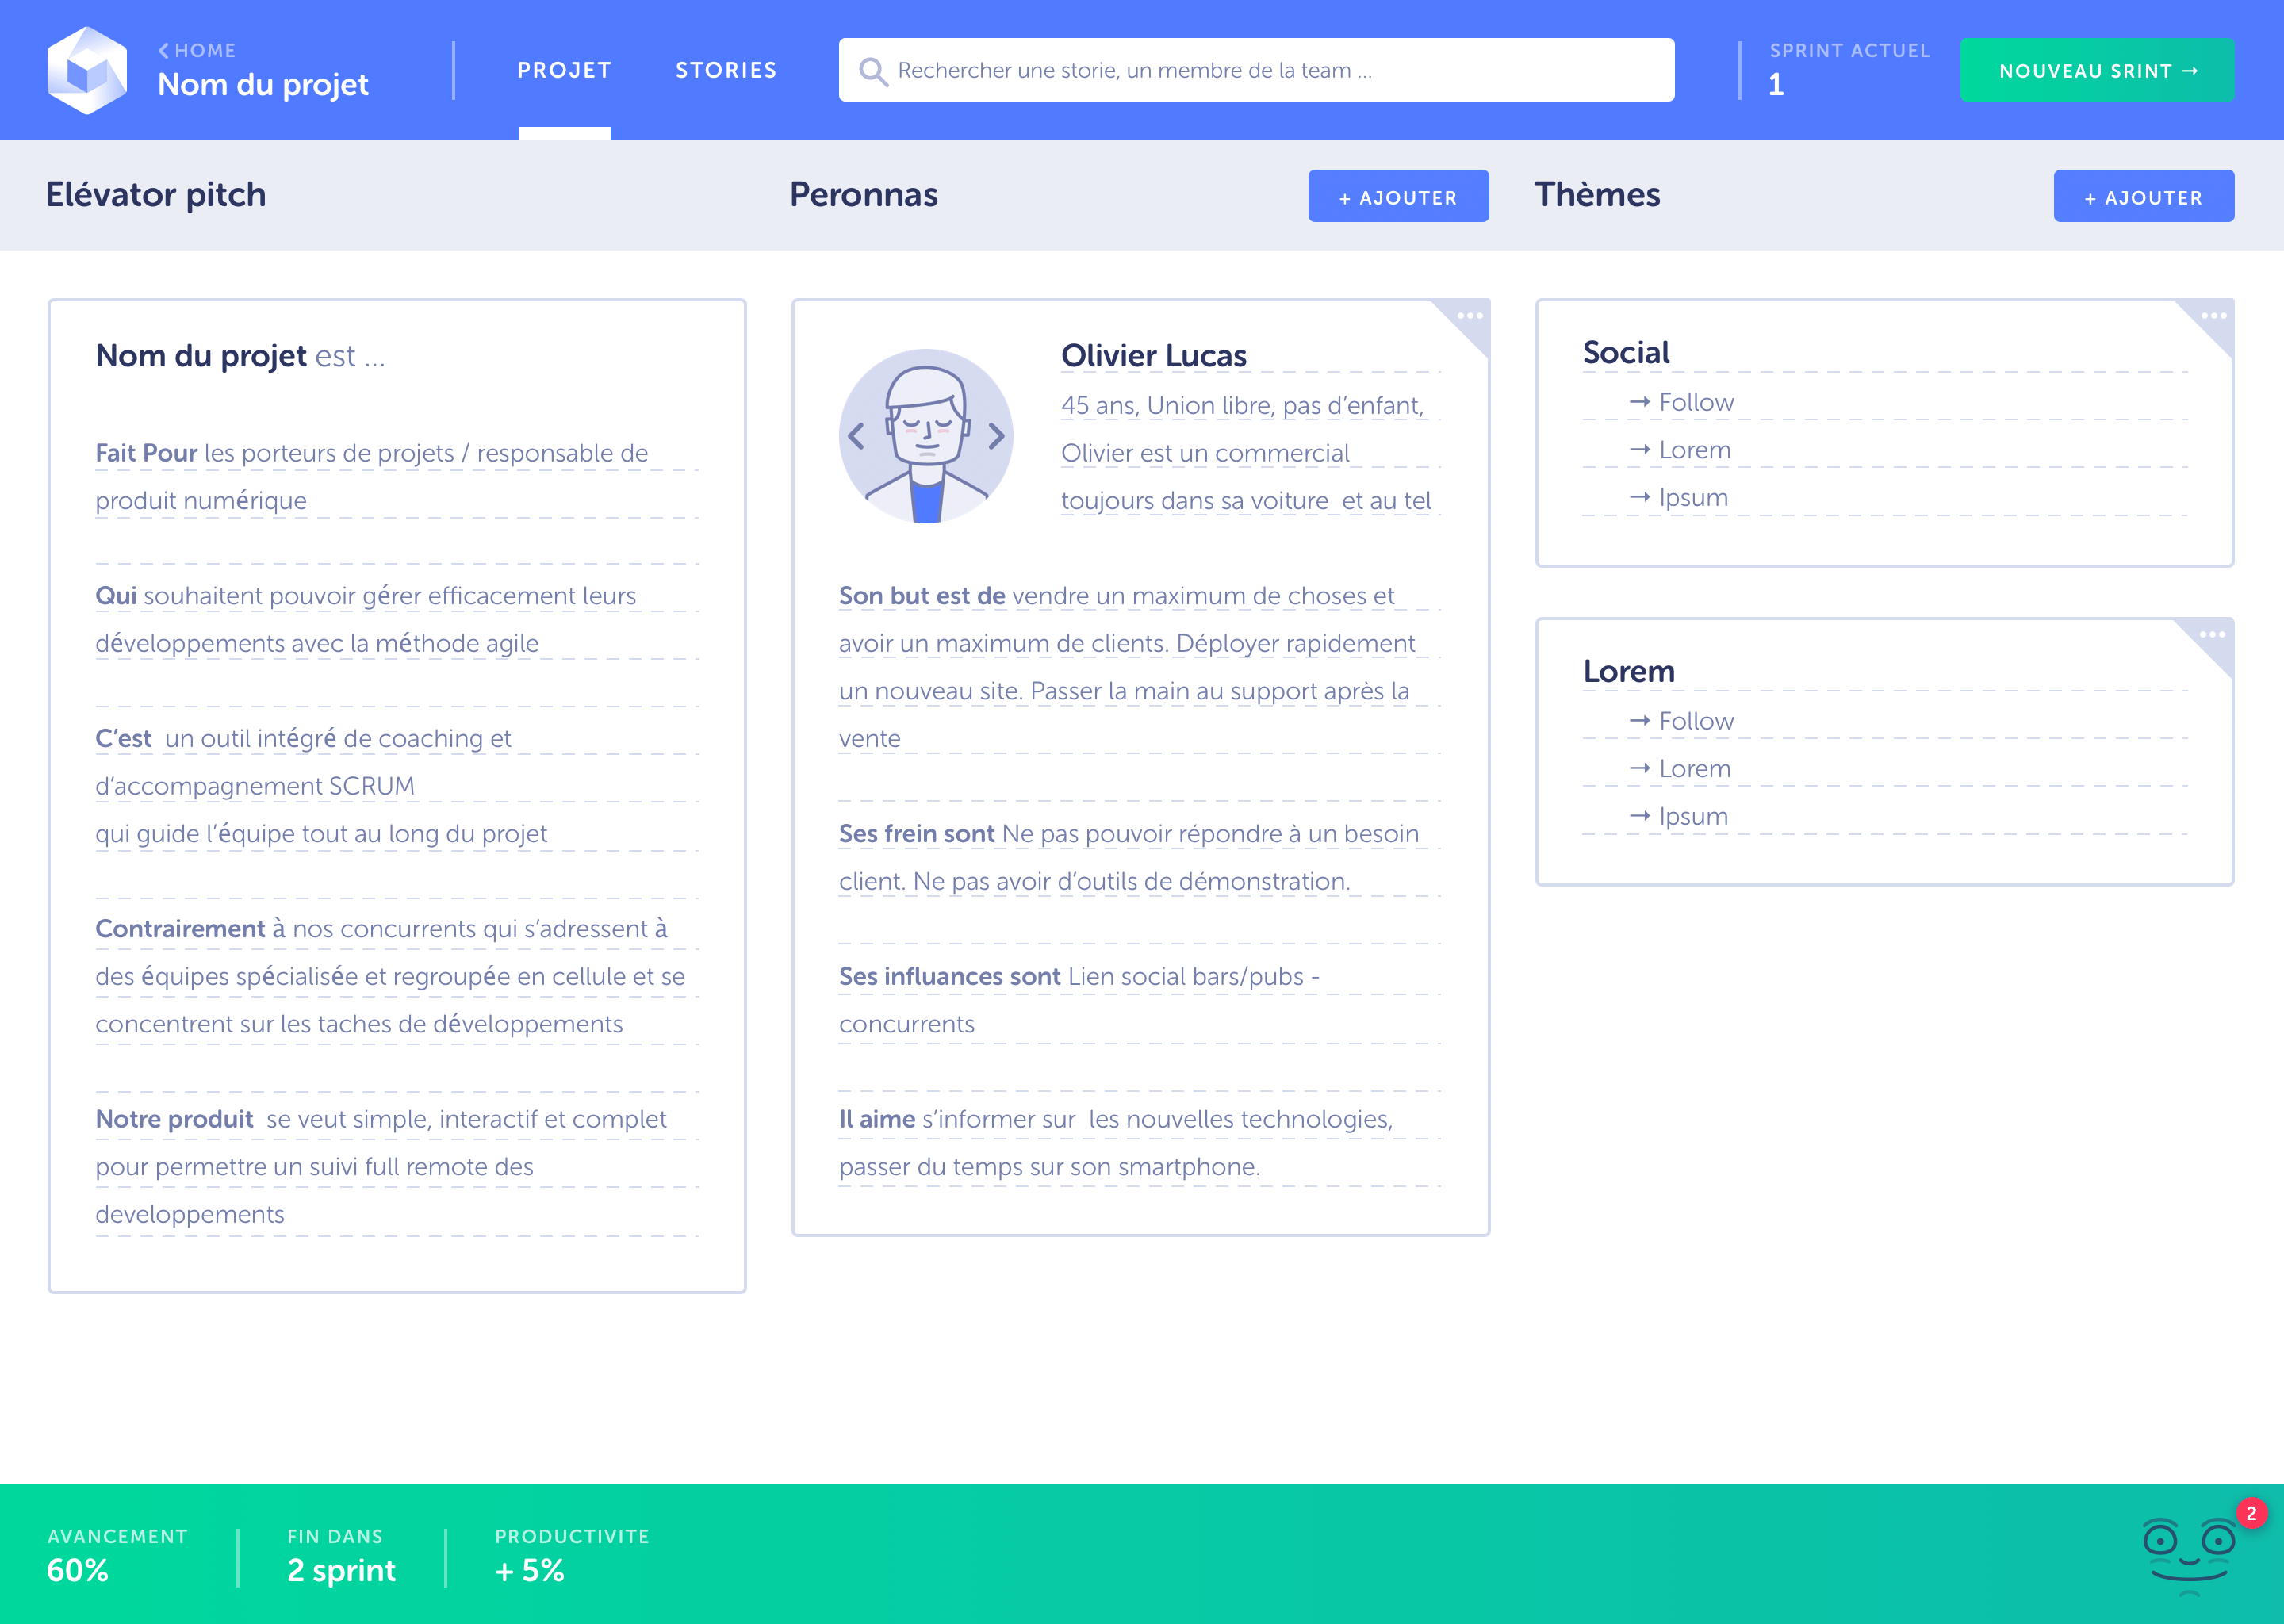 HOME
Nom du projet
PROJET
STORIES
Rechercher une storie, un membre de la team ...
SPRINT ACTUEL
1
NOUVEAU SRINT →
Elévator pitch
Peronnas
+ AJOUTER
Thèmes
+ AJOUTER
Nom du projet est ...
Fait Pour les porteurs de projets / responsable de
produit numérique
Qui souhaitent pouvoir gérer efficacement leurs
développements avec la méthode agile
C’est un outil intégré de coaching et
d’accompagnement SCRUM
qui guide l’équipe tout au long du projet
Contrairement à nos concurrents qui s’adressent à
des équipes spécialisée et regroupée en cellule et se
concentrent sur les taches de développements
Notre produit se veut simple, interactif et complet
pour permettre un suivi full remote des
developpements
Olivier Lucas
45 ans, Union libre, pas d’enfant,
Olivier est un commercial
toujours dans sa voiture et au tel
Son but est de vendre un maximum de choses et
avoir un maximum de clients. Déployer rapidement
un nouveau site. Passer la main au support après la
vente
Ses frein sont Ne pas pouvoir répondre à un besoin
client. Ne pas avoir d’outils de démonstration.
Ses influances sont Lien social bars/pubs -
concurrents
Il aime s’informer sur les nouvelles technologies,
passer du temps sur son smartphone.
Social
→ Follow
→ Lorem
→ Ipsum
Lorem
→ Follow
→ Lorem
→ Ipsum
AVANCEMENT
60%
FIN DANS
2 sprint
PRODUCTIVITE
+ 5%
2